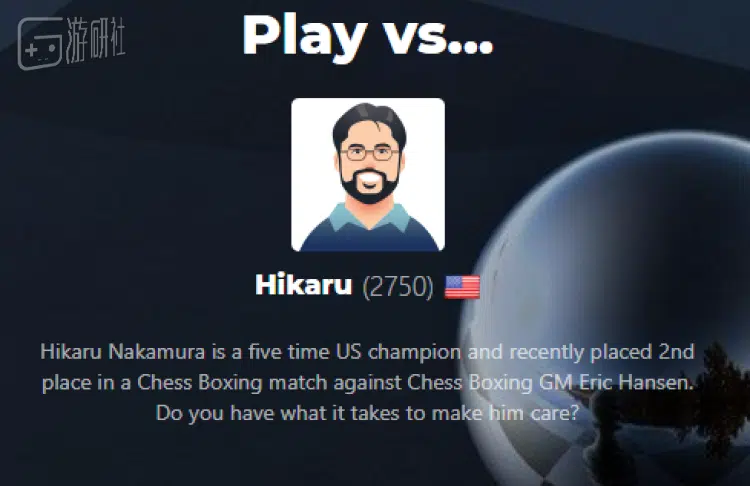 游研社
Play vs...
Hikaru (2750)
Hikaru Nakamura is a five time US champion and recently placed 2nd
place in a Chess Boxing match against Chess Boxing GM Eric Hansen.
Do you have what it takes to make him care?